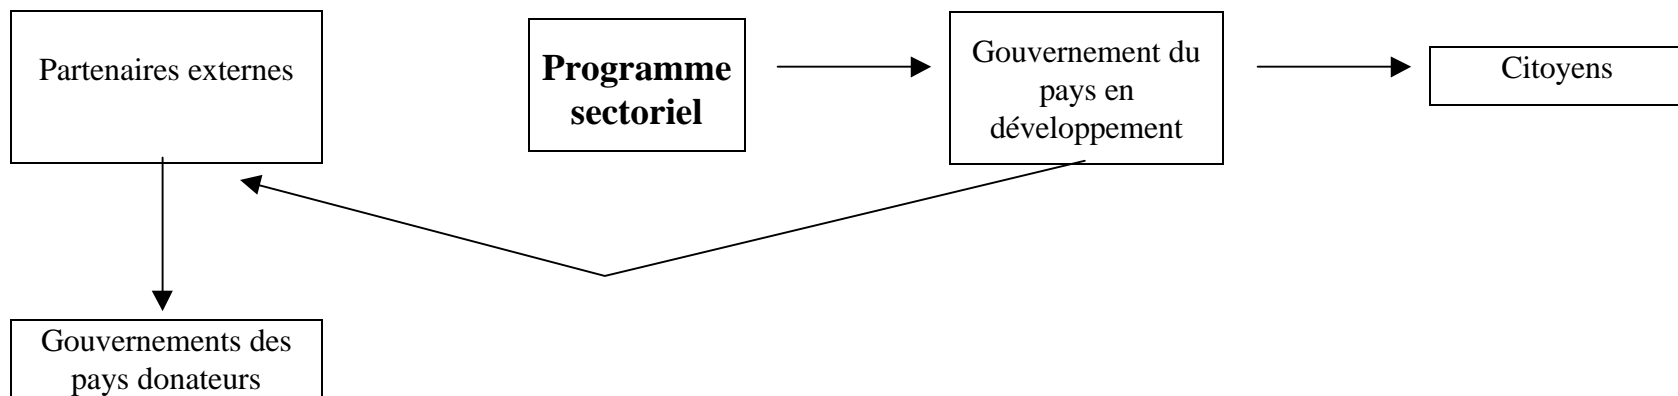 Partenaires externes
Programme
sectoriel
Gouvernement du
pays en
développement
Citoyens
Gouvernements des
pays donateurs